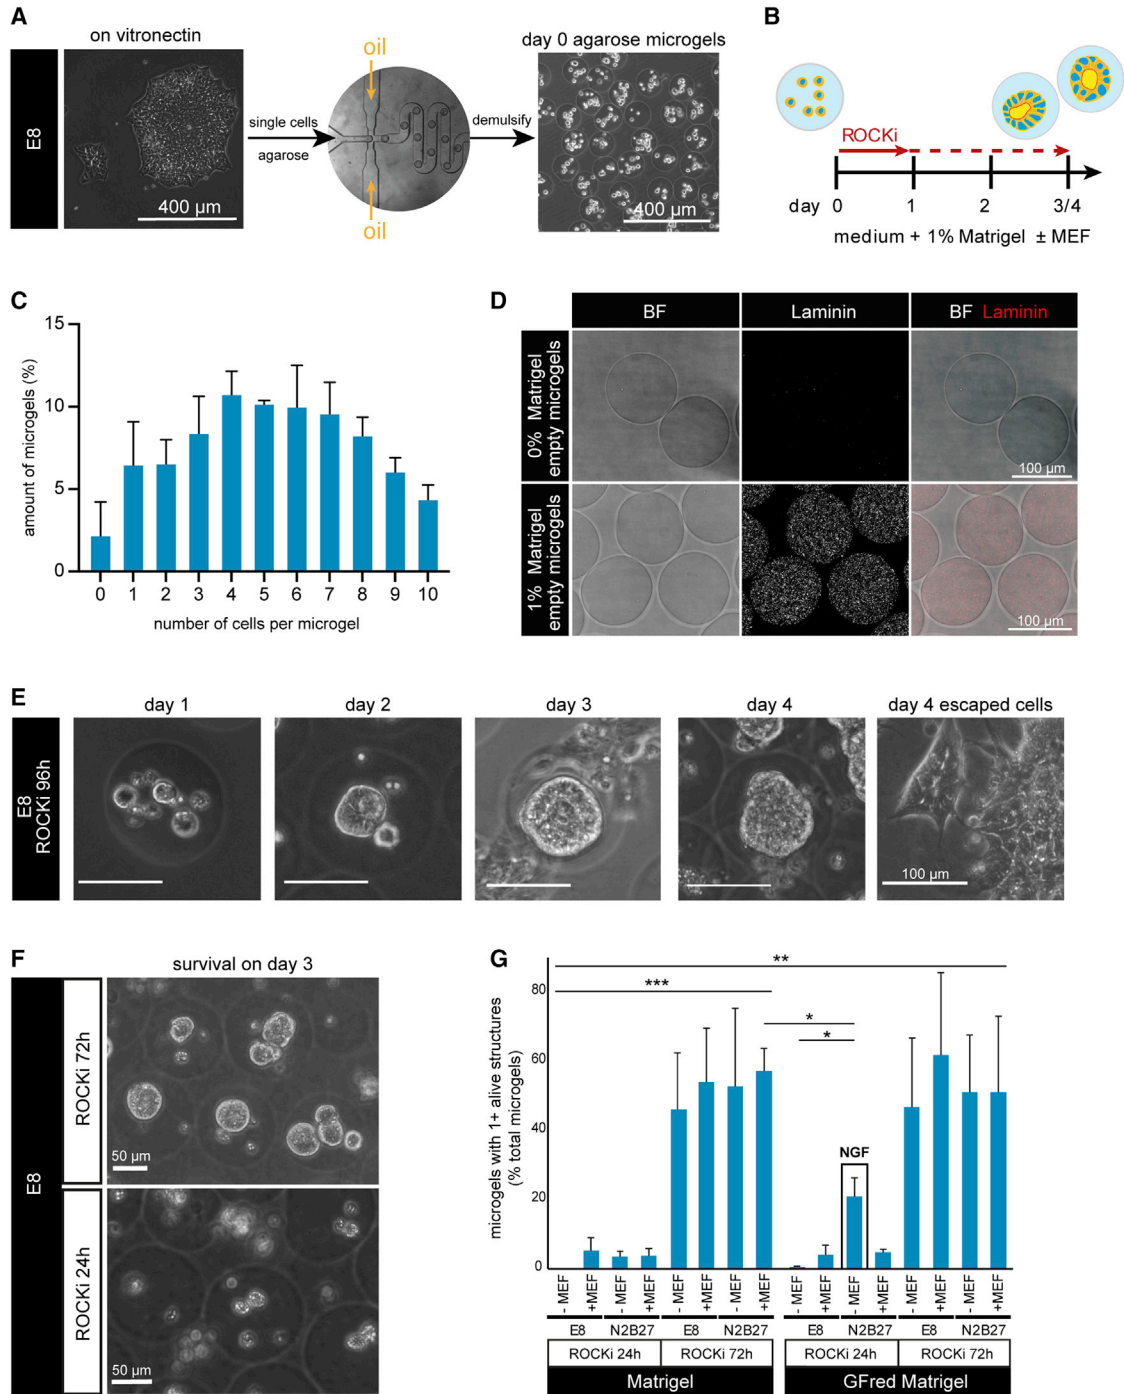 A
on vitronectin
E8
400 µm
oil
single cells
agarose
oil
demulsify
day 0 agarose microgels
400 µm
B
ROCKi
day 0 1 2 3/4
medium + 1% Matrigel ± MEF
C
amount of microgels (%)
15
10
5
0
0 1 2 3 4 5 6 7 8 9 10
number of cells per microgel
D
BF Laminin BF Laminin
0% Matrigel
empty microgels
100 µm
1% Matrigel
empty microgels
100 µm
E
day 1 day 2 day 3 day 4 day 4 escaped cells
E8
ROCKi 96h
100 µm
F
survival on day 3
E8
ROCKi 72h
50 µm
ROCKi 24h
50 µm
G
microgels with 1+ alive structures
(% total microgels)
80
60
40
20
0
**
***
*
*
NGF
- MEF +MEF - MEF +MEF - MEF +MEF - MEF +MEF - MEF +MEF - MEF +MEF - MEF +MEF - MEF +MEF
E8 N2B27 E8 N2B27 E8 N2B27 E8 N2B27
ROCKi 24h ROCKi 72h ROCKi 24h ROCKi 72h
Matrigel GFred Matrigel